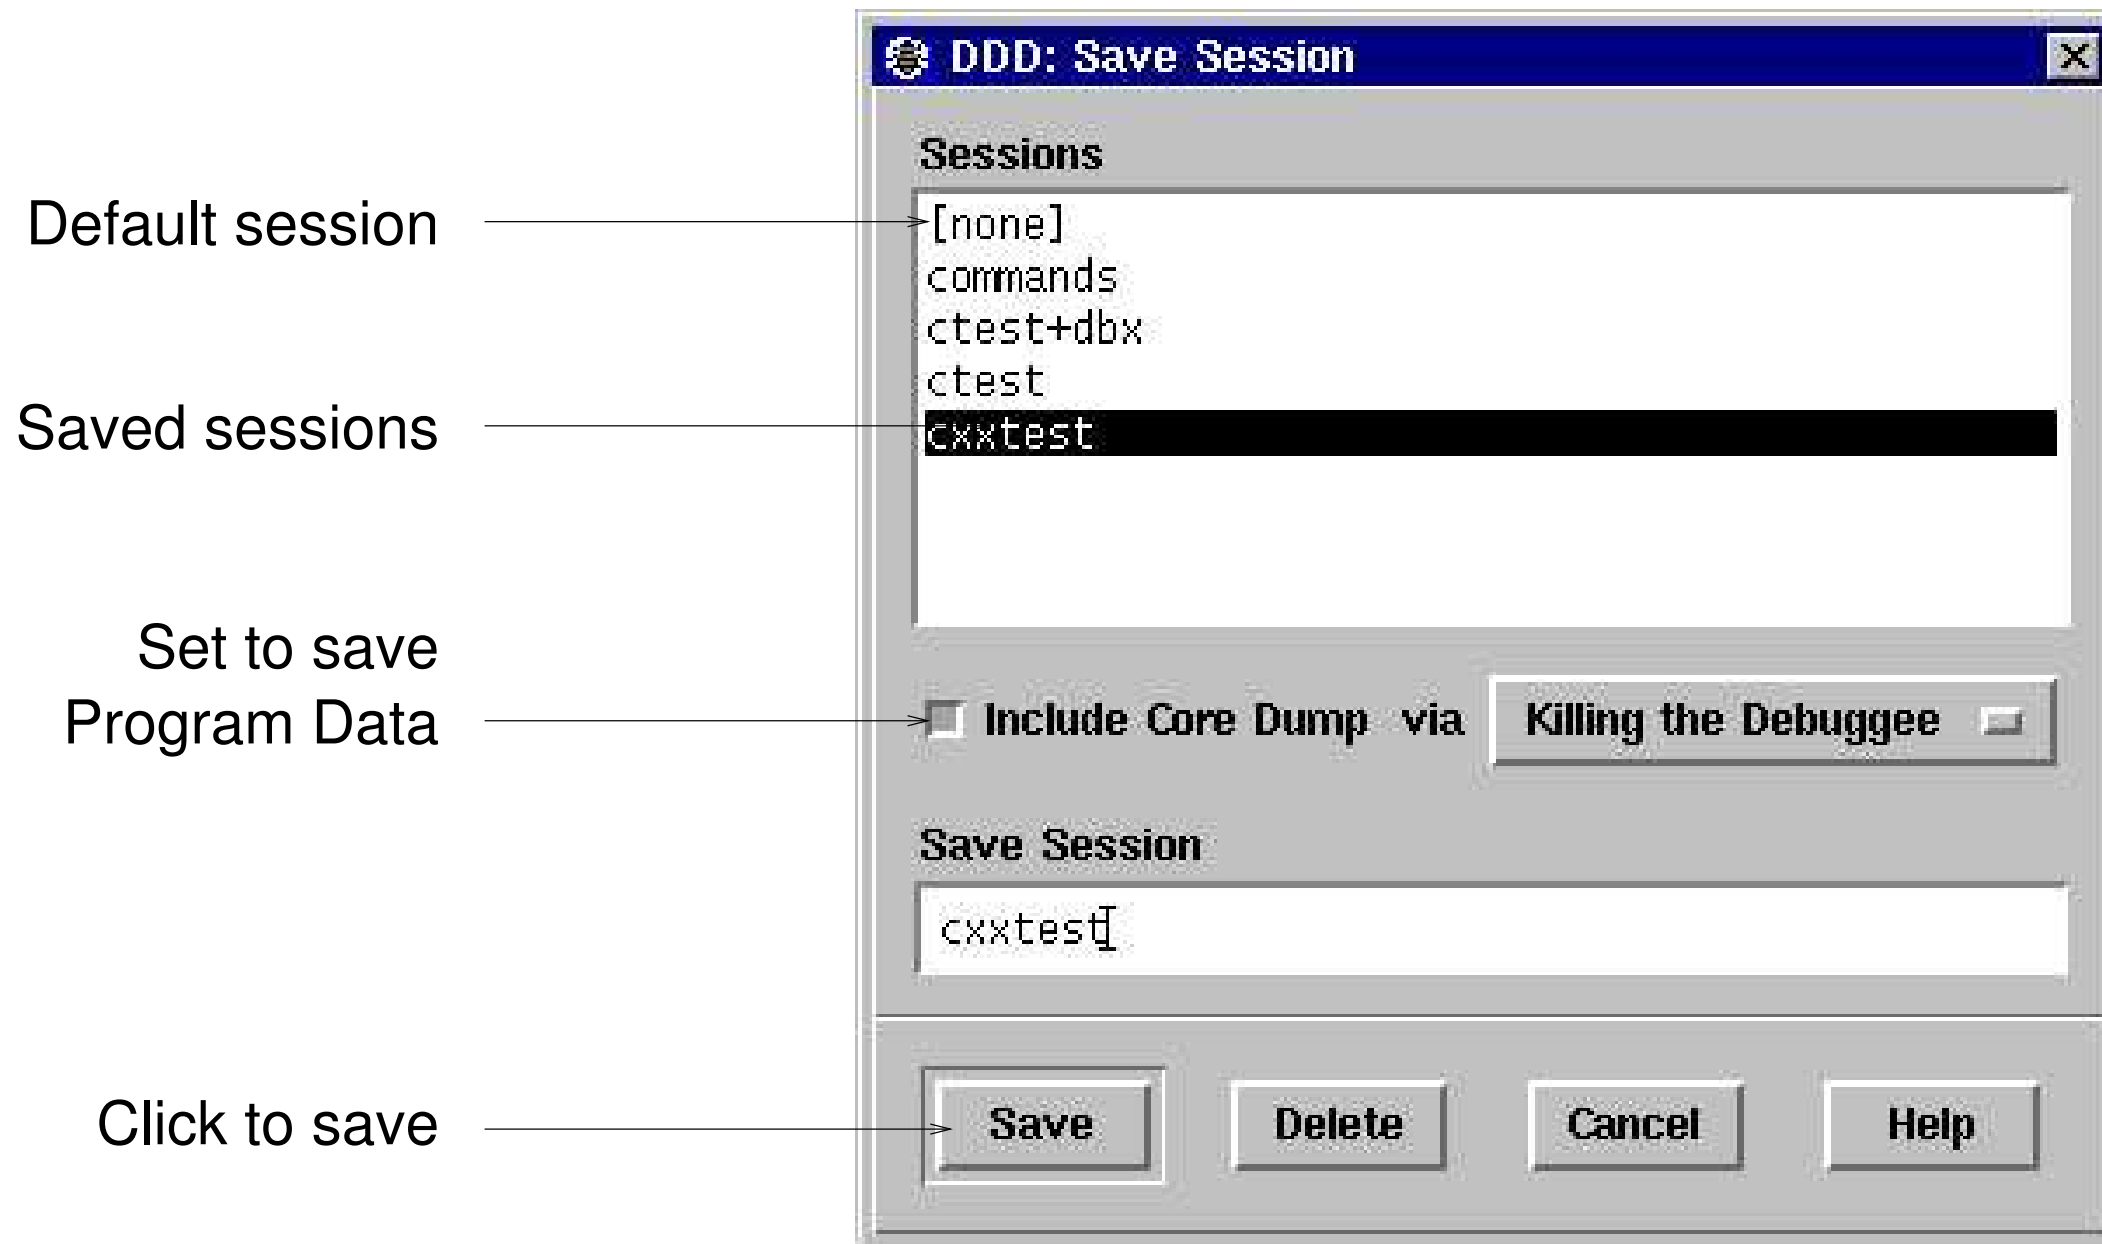 DDD: Save Session
Sessions
Default session
[none]
commands
ctest+dbx
ctest
Saved sessions
cxxtest
Set to save
Program Data
Include Core Dump via Killing the Debuggee
Save Session
cxxtest
Click to save
Save Delete Cancel Help